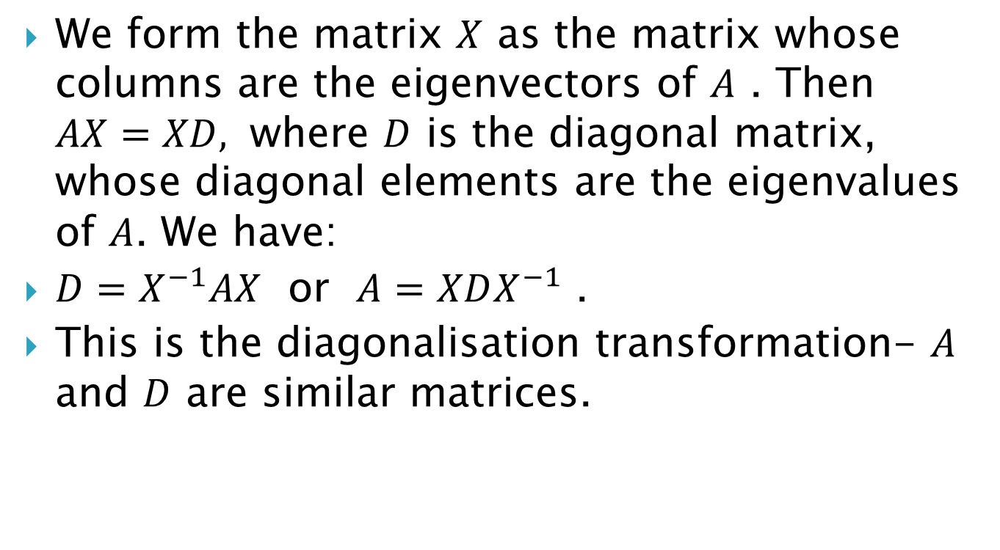 We form the matrix 𝑋 as the matrix whose
columns are the eigenvectors of 𝐴 . Then
𝐴𝑋 = 𝑋𝐷, where 𝐷 is the diagonal matrix,
whose diagonal elements are the eigenvalues
of 𝐴. We have:
𝐷 = 𝑋⁻¹𝐴𝑋 or 𝐴 = 𝑋𝐷𝑋⁻¹ .
This is the diagonalisation transformation– 𝐴
and 𝐷 are similar matrices.